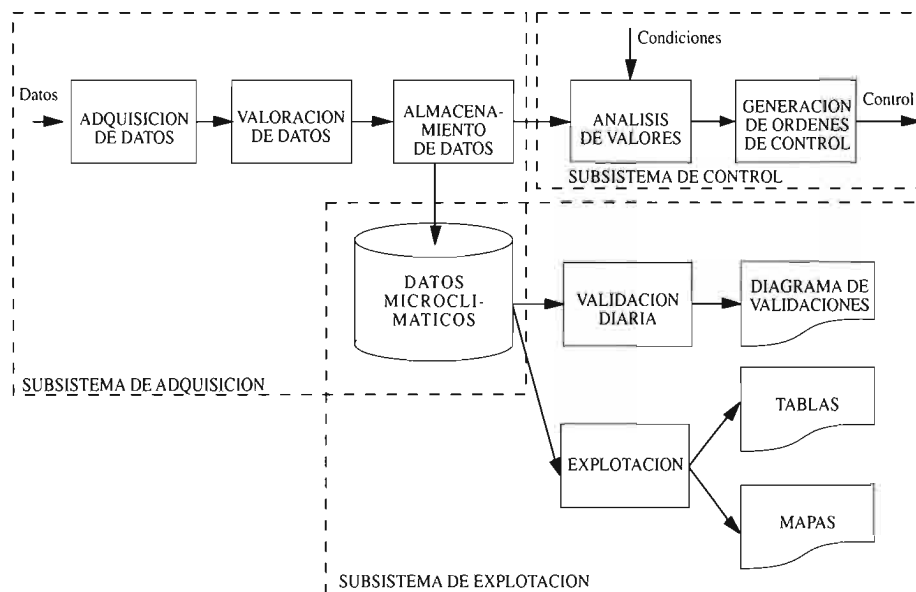 Condiciones
Datos
ADQUISICION
DE DATOS
VALORACION
DE DATOS
ALMACENA-
MIENTO
DE DATOS
ANALISIS
DE VALORES
GENERACION
DE ORDENES
DE CONTROL
Control
SUBSISTEMA DE CONTROL
DATOS
MICROCLI-
MATICOS
VALIDACION
DIARIA
DIAGRAMA DE
VALIDACIONES
SUBSISTEMA DE ADQUISICION
TABLAS
EXPLOTACION
MAPAS
SUBSISTEMA DE EXPLOTACION